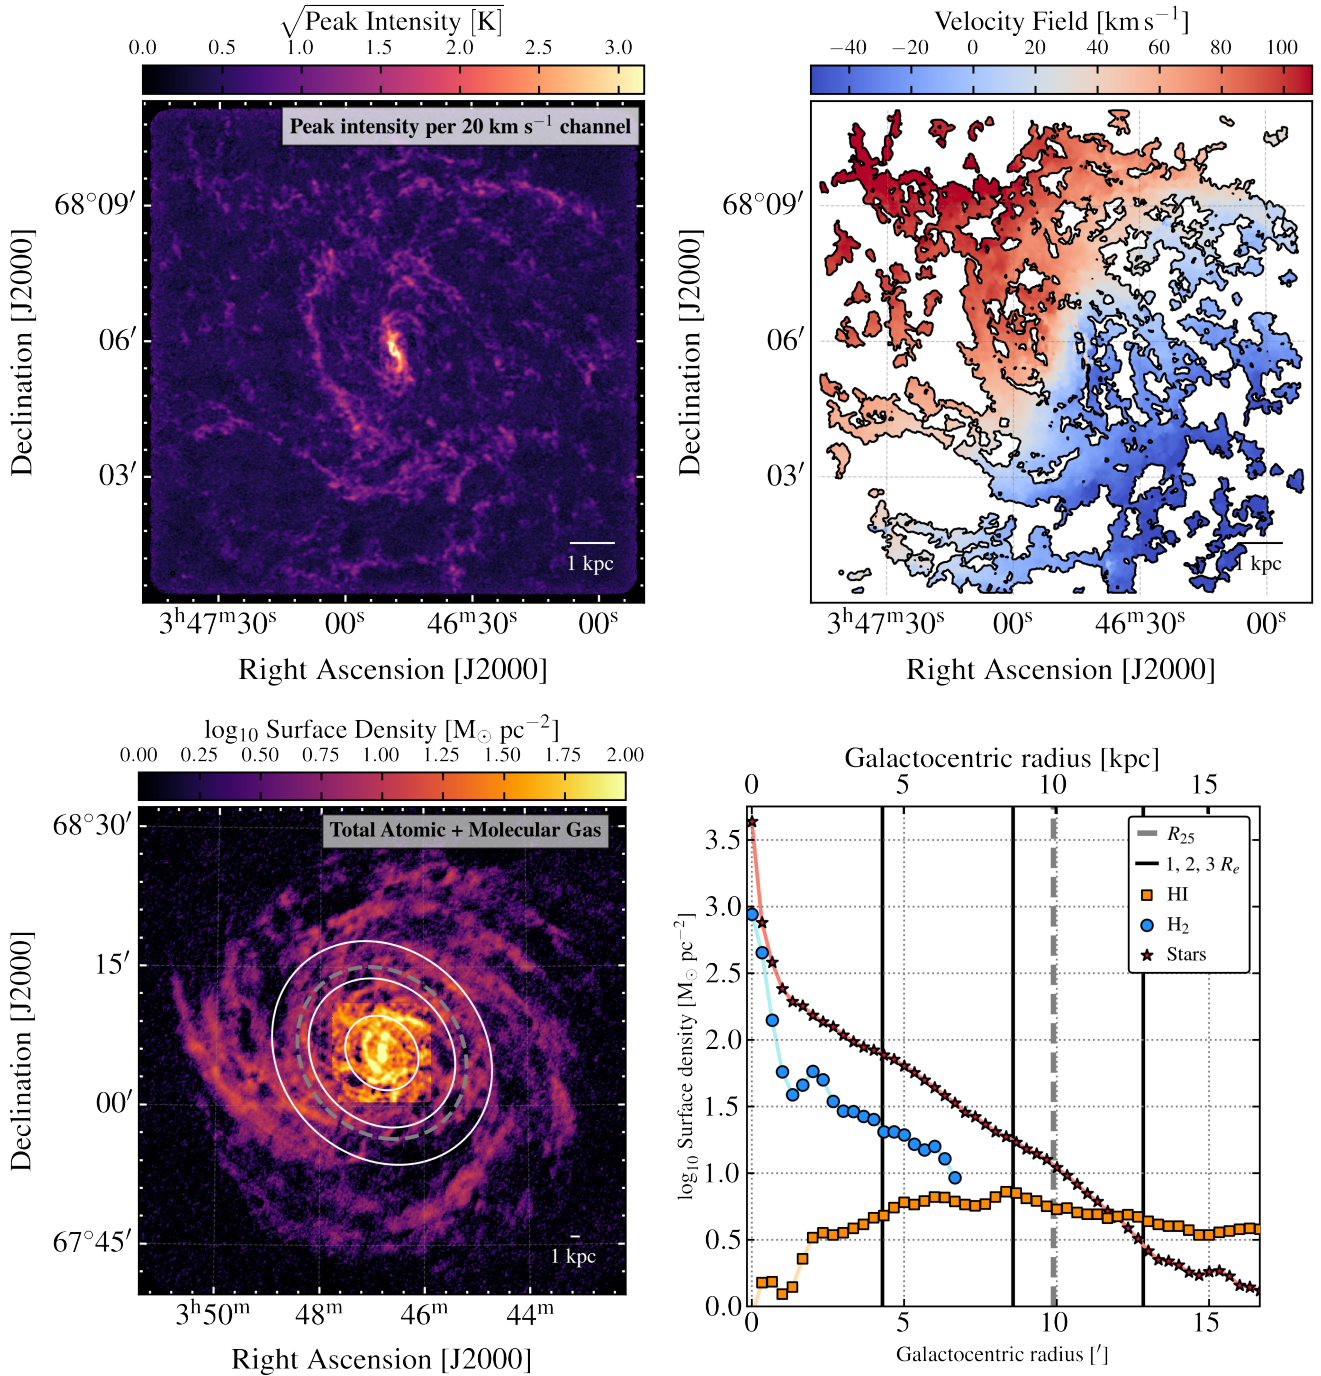 √Peak Intensity [K]
0.0 0.5 1.0 1.5 2.0 2.5 3.0
Peak intensity per 20 km s⁻¹ channel
68°09′
06′
03′
Declination [J2000]
1 kpc
3ʰ47ᵐ30ˢ 00ˢ 46ᵐ30ˢ 00ˢ
Right Ascension [J2000]
Velocity Field [km s⁻¹]
−40 −20 0 20 40 60 80 100
68°09′
06′
03′
Declination [J2000]
1 kpc
3ʰ47ᵐ30ˢ 00ˢ 46ᵐ30ˢ 00ˢ
Right Ascension [J2000]
log₁₀ Surface Density [M⊙ pc⁻²]
0.00 0.25 0.50 0.75 1.00 1.25 1.50 1.75 2.00
Total Atomic + Molecular Gas
68°30′
15′
00′
67°45′
Declination [J2000]
1 kpc
3ʰ50ᵐ 48ᵐ 46ᵐ 44ᵐ
Right Ascension [J2000]
Galactocentric radius [kpc]
0 5 10 15
R₂₅
1, 2, 3 Rₑ
HI
H₂
Stars
3.5
3.0
2.5
2.0
1.5
1.0
0.5
0.0
log₁₀ Surface density [M⊙ pc⁻²]
0 5 10 15
Galactocentric radius [′]